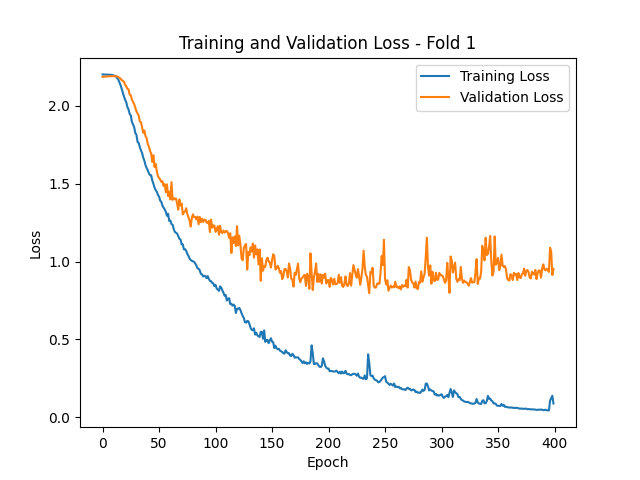 Training and Validation Loss - Fold 1
Training Loss
Validation Loss
Loss
2.0
1.5
1.0
0.5
0.0
0 50 100 150 200 250 300 350 400
Epoch